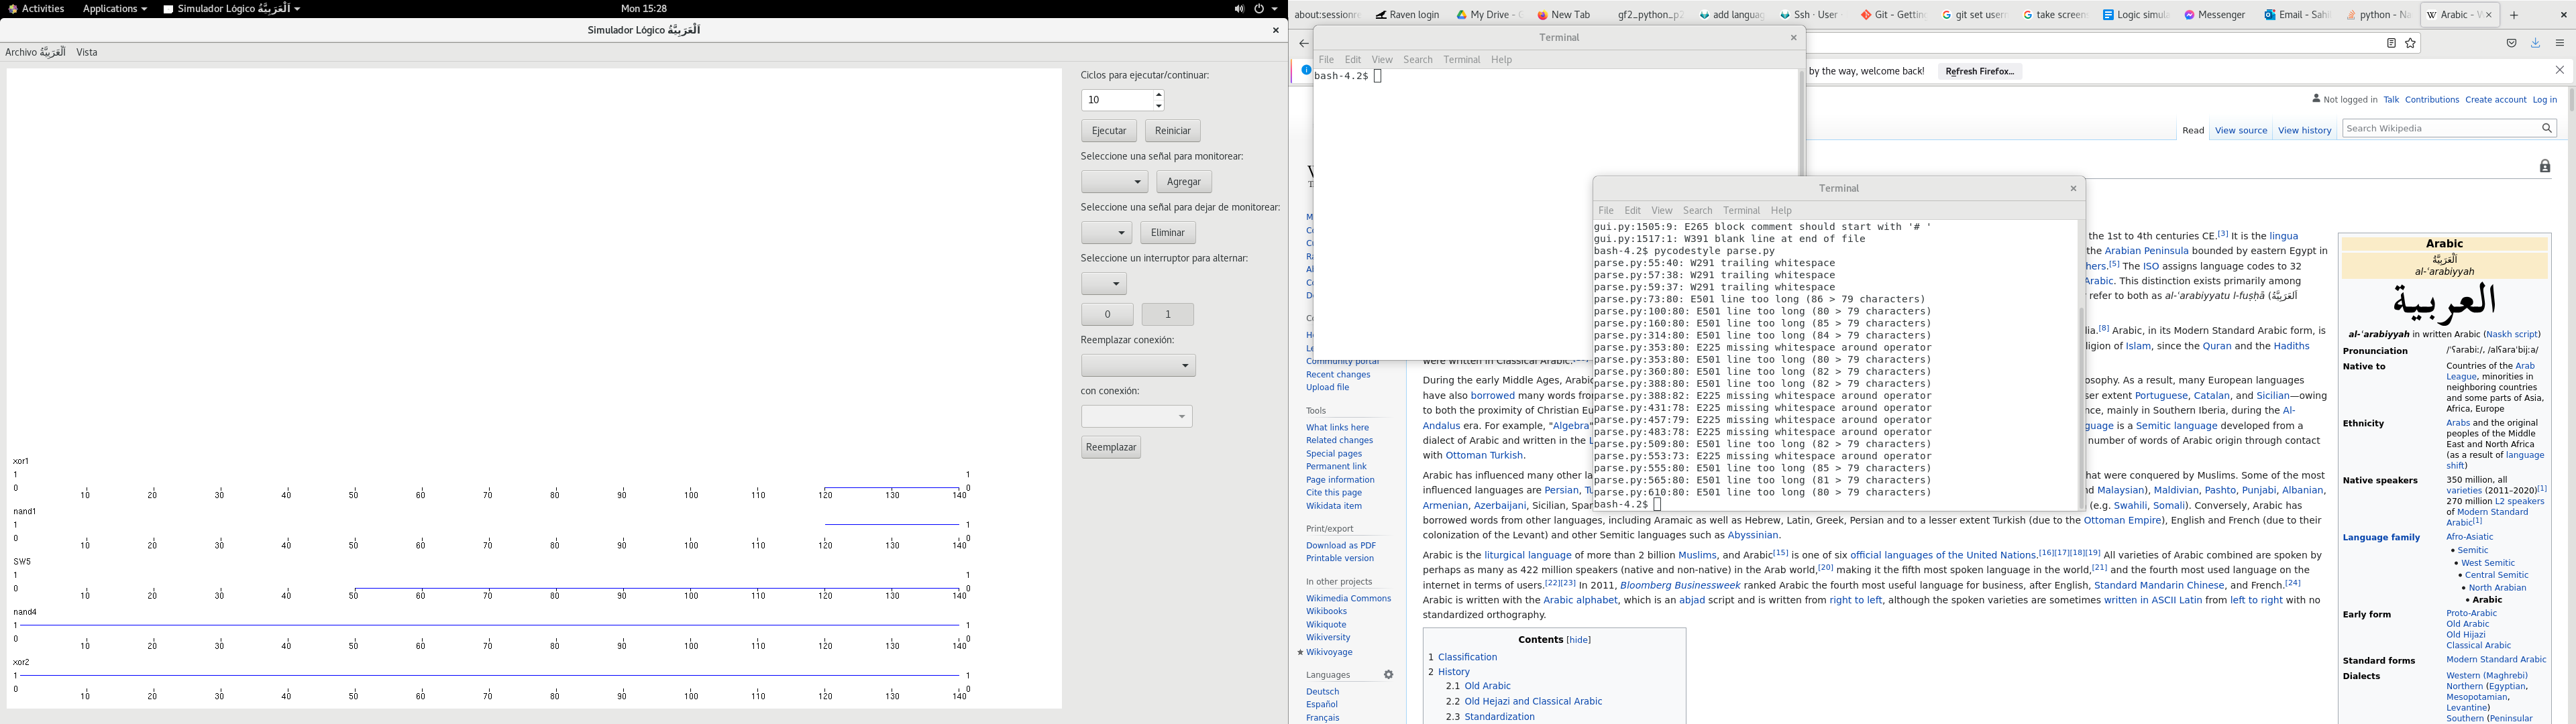 Activities Applications Simulador Lógico اَلْعَرَبِيَّةُ Mon 15:28
Simulador Lógico اَلْعَرَبِيَّةُ
Archivo اَلْعَرَبِيَّةُ Vista
Ciclos para ejecutar/continuar:
10
Ejecutar Reiniciar
Seleccione una señal para monitorear:
Agregar
Seleccione una señal para dejar de monitorear:
Eliminar
Seleccione un interruptor para alternar:
0 1
Reemplazar conexión:
con conexión:
Reemplazar
xor1
1 1
0 0
10 20 30 40 50 60 70 80 90 100 110 120 130 140
nand1
1 1
0 0
10 20 30 40 50 60 70 80 90 100 110 120 130 140
SW5
1 1
0 0
10 20 30 40 50 60 70 80 90 100 110 120 130 140
nand4
1 1
0 0
10 20 30 40 50 60 70 80 90 100 110 120 130 140
xor2
1 1
0 0
10 20 30 40 50 60 70 80 90 100 110 120 130 140
about:sessionre Raven login My Drive - New Tab gf2_python_p2 add languag Ssh · User Git - Gettin git set usern take screen Logic simula Messenger Email - Sahi python - Na Arabic - W
Terminal
File Edit View Search Terminal Help
bash-4.2$
by the way, welcome back! Refresh Firefox...
Not logged in Talk Contributions Create account Log in
Read View source View history Search Wikipedia
Terminal
File Edit View Search Terminal Help
gui.py:1505:9: E265 block comment should start with '# '
gui.py:1517:1: W391 blank line at end of file
bash-4.2$ pycodestyle parse.py
parse.py:55:40: W291 trailing whitespace
parse.py:57:38: W291 trailing whitespace
parse.py:59:37: W291 trailing whitespace
parse.py:73:80: E501 line too long (86 > 79 characters)
parse.py:100:80: E501 line too long (80 > 79 characters)
parse.py:160:80: E501 line too long (85 > 79 characters)
parse.py:314:80: E501 line too long (84 > 79 characters)
parse.py:353:80: E225 missing whitespace around operator
parse.py:353:80: E501 line too long (80 > 79 characters)
parse.py:360:80: E501 line too long (82 > 79 characters)
parse.py:388:80: E501 line too long (82 > 79 characters)
parse.py:388:82: E225 missing whitespace around operator
parse.py:431:78: E225 missing whitespace around operator
parse.py:457:79: E225 missing whitespace around operator
parse.py:483:78: E225 missing whitespace around operator
parse.py:509:80: E501 line too long (82 > 79 characters)
parse.py:553:73: E225 missing whitespace around operator
parse.py:555:80: E501 line too long (85 > 79 characters)
parse.py:565:80: E501 line too long (81 > 79 characters)
parse.py:610:80: E501 line too long (80 > 79 characters)
bash-4.2$
Community portal
Recent changes
Upload file
Tools
What links here
Related changes
Special pages
Permanent link
Page information
Cite this page
Wikidata item
Print/export
Download as PDF
Printable version
In other projects
Wikimedia Commons
Wikibooks
Wikiquote
Wikiversity
Wikivoyage
Languages
Deutsch
Español
Français
the 1st to 4th centuries CE.[3] It is the lingua
the Arabian Peninsula bounded by eastern Egypt in
hers.[5] The ISO assigns language codes to 32
Arabic. This distinction exists primarily among
refer to both as al-ʿarabiyyatu l-fuṣḥā (اَلعَرَبِيَّةُ
lia.[8] Arabic, in its Modern Standard Arabic form, is
ligion of Islam, since the Quran and the Hadiths
were written in Classical Arabic.
During the early Middle Ages, Arabic osophy. As a result, many European languages
have also borrowed many words from ser extent Portuguese, Catalan, and Sicilian—owing
to both the proximity of Christian Eu nce, mainly in Southern Iberia, during the Al-
Andalus era. For example, "Algebra" guage is a Semitic language developed from a
dialect of Arabic and written in the L number of words of Arabic origin through contact
with Ottoman Turkish.
Arabic has influenced many other la hat were conquered by Muslims. Some of the most
influenced languages are Persian, Tu nd Malaysian), Maldivian, Pashto, Punjabi, Albanian,
Armenian, Azerbaijani, Sicilian, Span (e.g. Swahili, Somali). Conversely, Arabic has
borrowed words from other languages, including Aramaic as well as Hebrew, Latin, Greek, Persian and to a lesser extent Turkish (due to the Ottoman Empire), English and French (due to their
colonization of the Levant) and other Semitic languages such as Abyssinian.
Arabic is the liturgical language of more than 2 billion Muslims, and Arabic[15] is one of six official languages of the United Nations.[16][17][18][19] All varieties of Arabic combined are spoken by
perhaps as many as 422 million speakers (native and non-native) in the Arab world,[20] making it the fifth most spoken language in the world,[21] and the fourth most used language on the
internet in terms of users.[22][23] In 2011, Bloomberg Businessweek ranked Arabic the fourth most useful language for business, after English, Standard Mandarin Chinese, and French.[24]
Arabic is written with the Arabic alphabet, which is an abjad script and is written from right to left, although the spoken varieties are sometimes written in ASCII Latin from left to right with no
standardized orthography.
Contents [hide]
1 Classification
2 History
2.1 Old Arabic
2.2 Old Hejazi and Classical Arabic
2.3 Standardization
Arabic
اَلْعَرَبِيَّةُ
al-ʿarabiyyah
العربية
al-ʿarabiyyah in written Arabic (Naskh script)
Pronunciation /ˈʕarabiː/, /alʕaraˈbijːa/
Native to Countries of the Arab
League, minorities in
neighboring countries
and some parts of Asia,
Africa, Europe
Ethnicity Arabs and the original
peoples of the Middle
East and North Africa
(as a result of language
shift)
Native speakers 350 million, all
varieties (2011–2020)[1]
270 million L2 speakers
of Modern Standard
Arabic[1]
Language family Afro-Asiatic
• Semitic
• West Semitic
• Central Semitic
• North Arabian
• Arabic
Early form Proto-Arabic
Old Arabic
Old Hijazi
Classical Arabic
Standard forms Modern Standard Arabic
Dialects Western (Maghrebi)
Northern (Egyptian,
Mesopotamian,
Levantine)
Southern (Peninsular